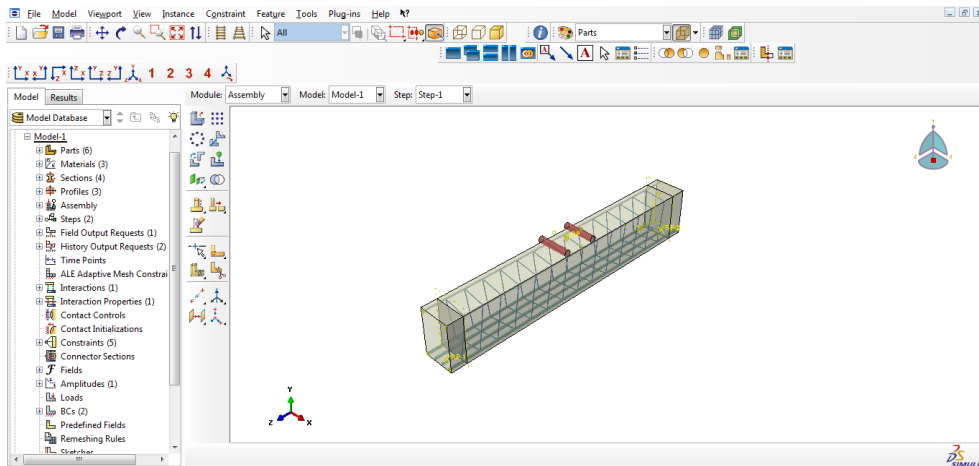 File Model Viewport View Instance Constraint Feature Tools Plug-ins Help
All Parts
1 2 3 4
Model Results
Module: Assembly Model: Model-1 Step: Step-1
Model Database
Model-1
Parts (6)
Materials (3)
Sections (4)
Profiles (3)
Assembly
Steps (2)
Field Output Requests (1)
History Output Requests (2)
Time Points
ALE Adaptive Mesh Constrai
Interactions (1)
Interaction Properties (1)
Contact Controls
Contact Initializations
Constraints (5)
Connector Sections
Fields
Amplitudes (1)
Loads
BCs (2)
Predefined Fields
Remeshing Rules
Sketches
Y
Z X
SIMULI